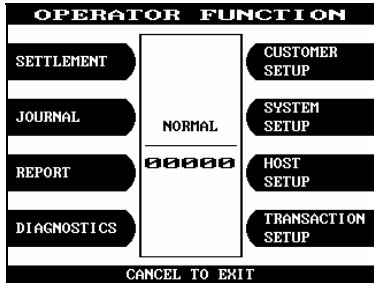 OPERATOR FUNCTION
SETTLEMENT
JOURNAL
REPORT
DIAGNOSTICS
NORMAL
00000
CUSTOMER
SETUP
SYSTEM
SETUP
HOST
SETUP
TRANSACTION
SETUP
CANCEL TO EXIT